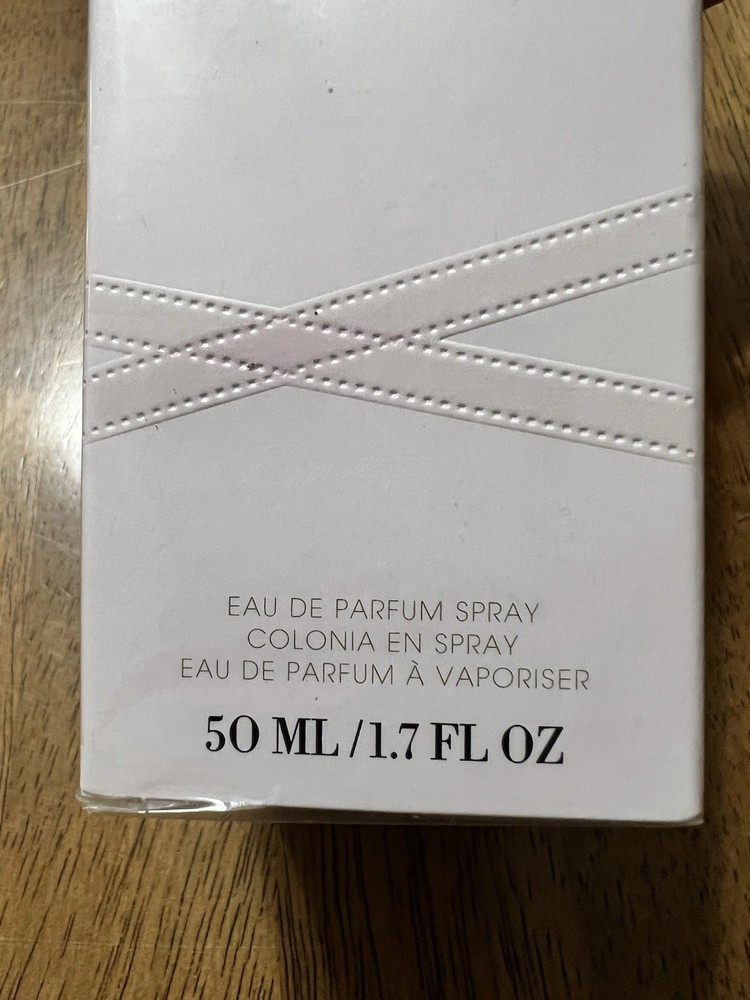 EAU DE PARFUM SPRAY
COLONIA EN SPRAY
EAU DE PARFUM À VAPORISER
50 ML / 1.7 FL OZ